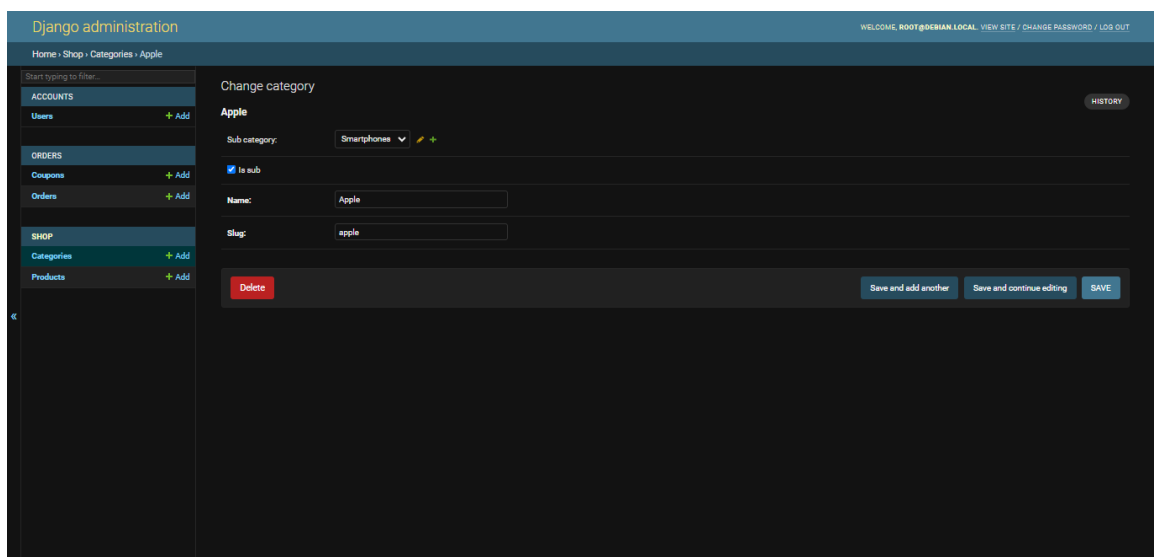 Django administration
WELCOME, ROOT@DEBIAN.LOCAL. VIEW SITE / CHANGE PASSWORD / LOG OUT
Home › Shop › Categories › Apple
Start typing to filter...
ACCOUNTS
Users + Add
ORDERS
Coupons + Add
Orders + Add
SHOP
Categories + Add
Products + Add
«
Change category
HISTORY
Apple
Sub category: Smartphones
Is sub
Name: Apple
Slug: apple
Delete Save and add another Save and continue editing SAVE